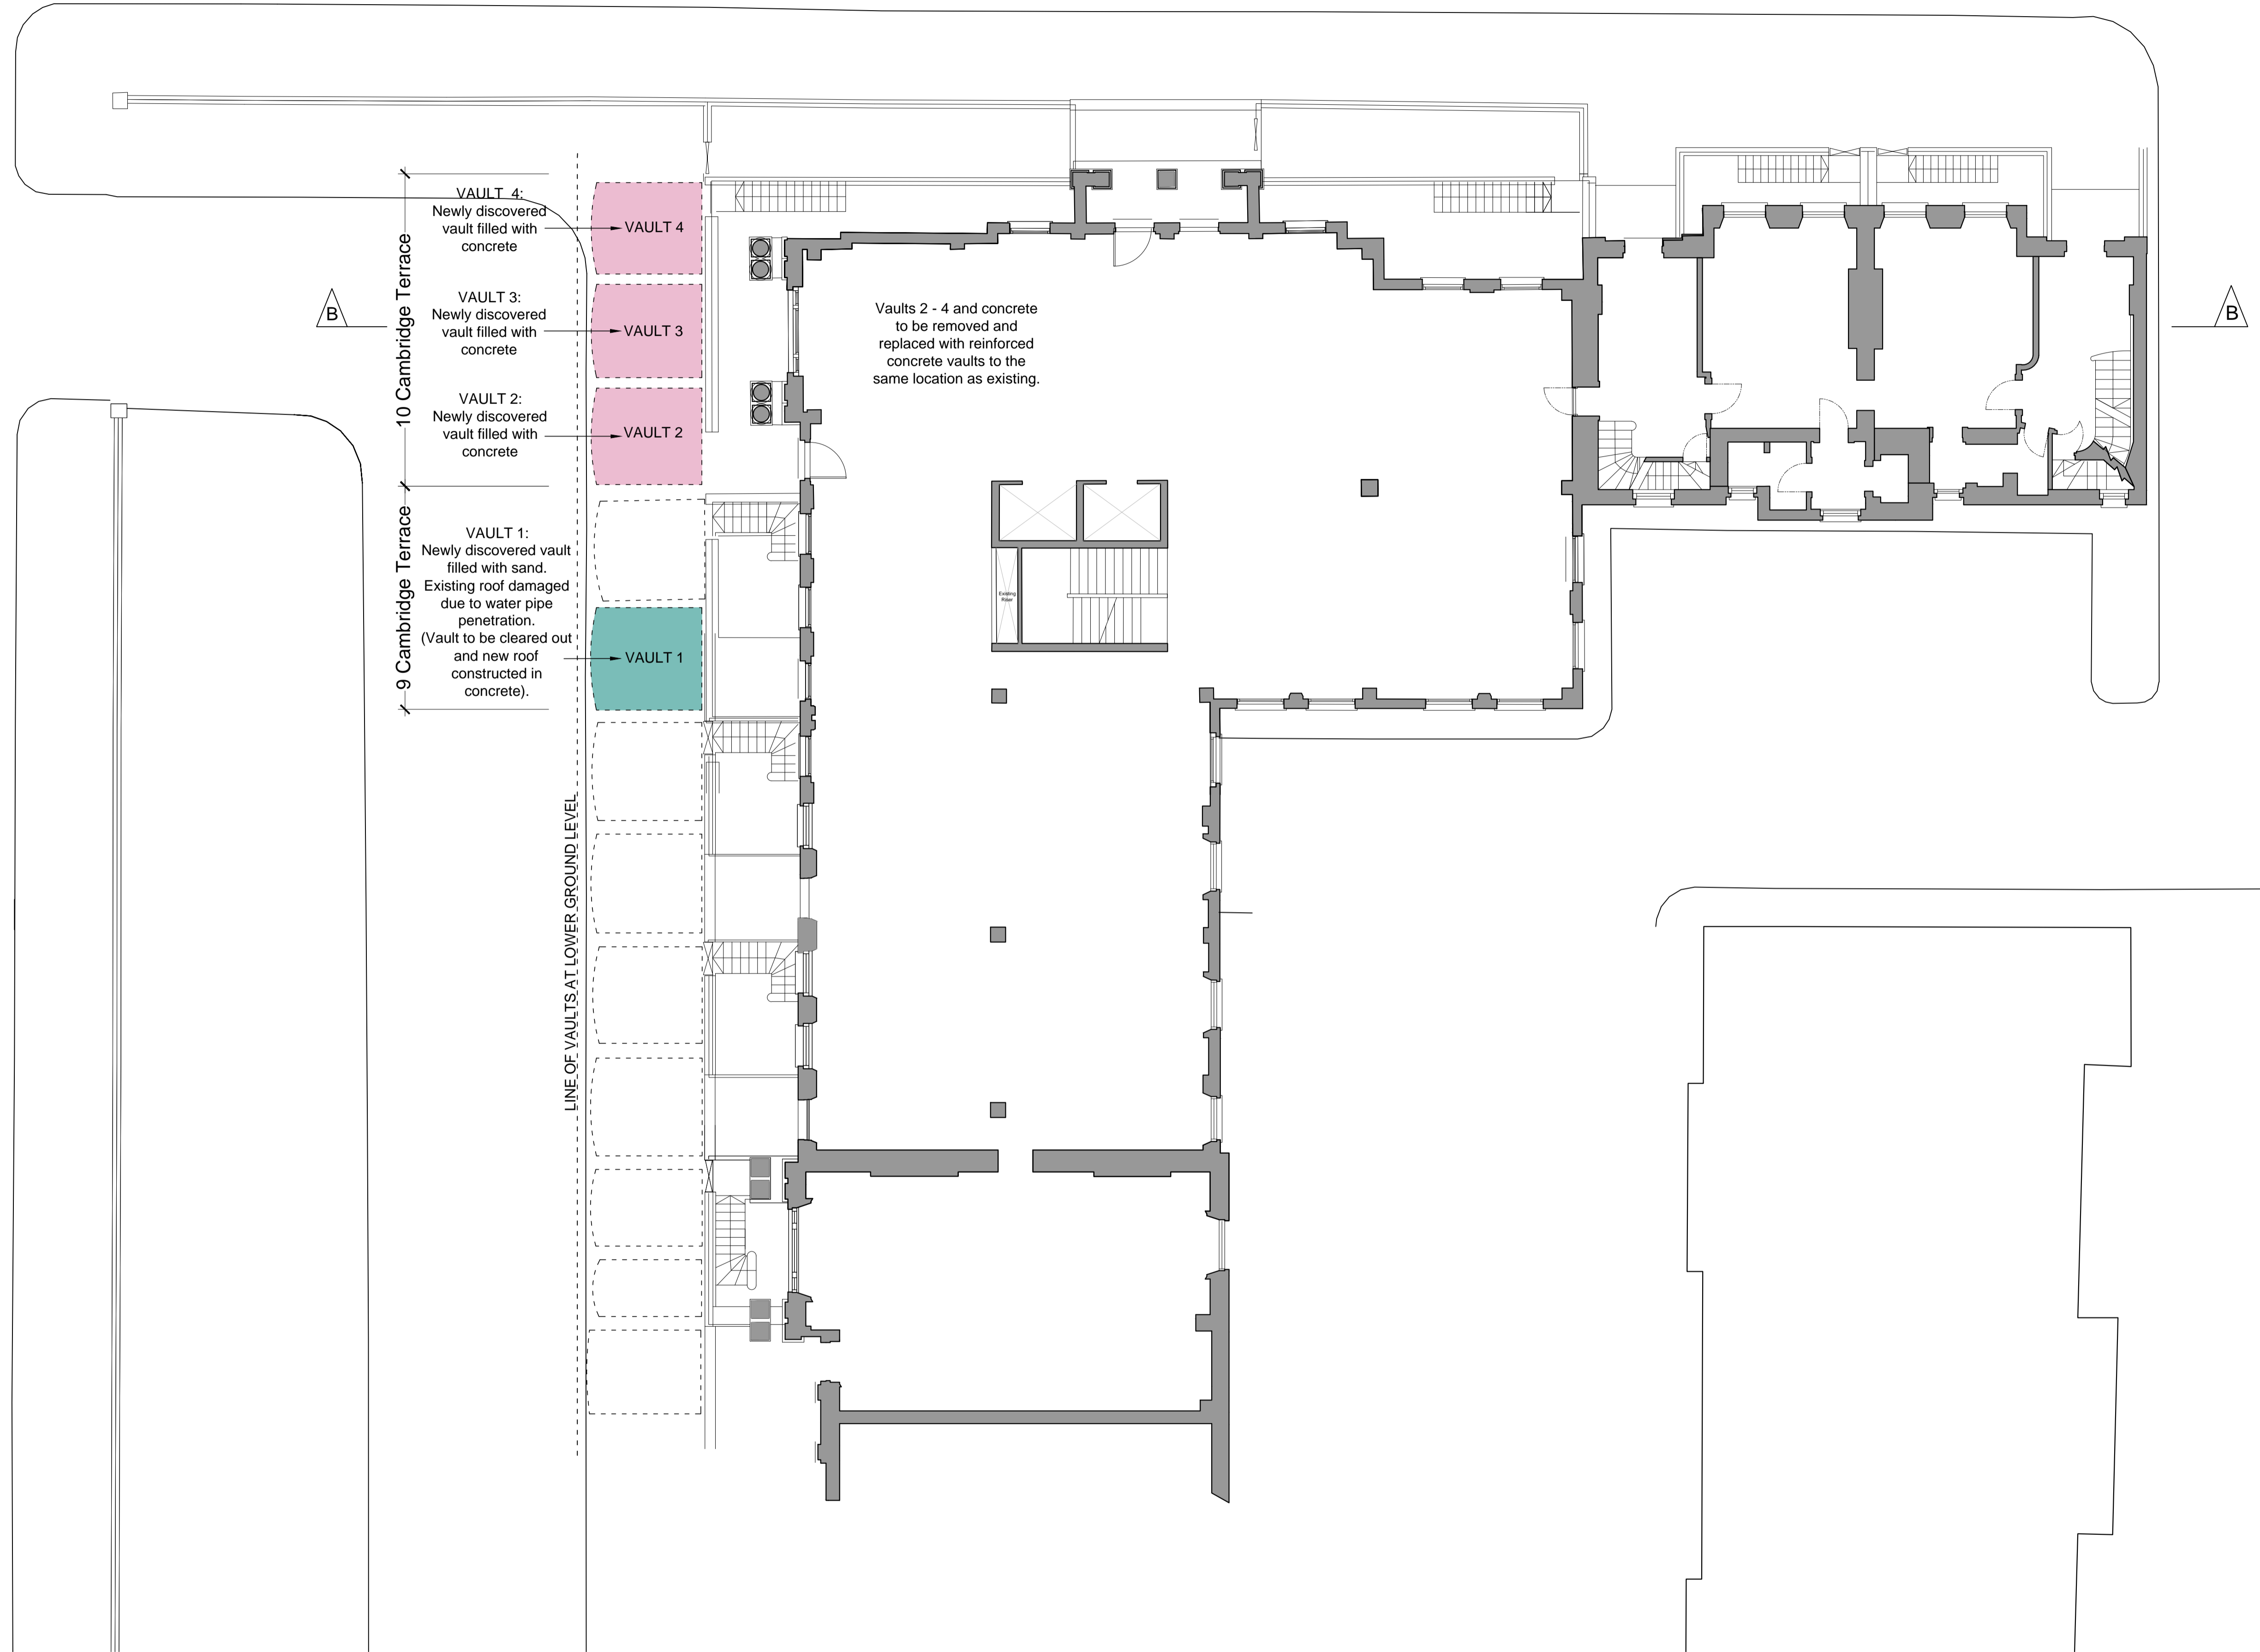 10 Cambridge Terrace
VAULT 4:
Newly discovered
vault filled with
concrete
VAULT 4
VAULT 3:
Newly discovered
vault filled with
concrete
VAULT 3
B
B
Vaults 2 - 4 and concrete
to be removed and
replaced with reinforced
concrete vaults to the
same location as existing.
VAULT 2:
Newly discovered
vault filled with
concrete
VAULT 2
9 Cambridge Terrace
VAULT 1:
Newly discovered vault
filled with sand.
Existing roof damaged
due to water pipe
penetration.
(Vault to be cleared out
and new roof
constructed in
concrete).
VAULT 1
Existing
Riser
LINE OF VAULTS AT LOWER GROUND LEVEL